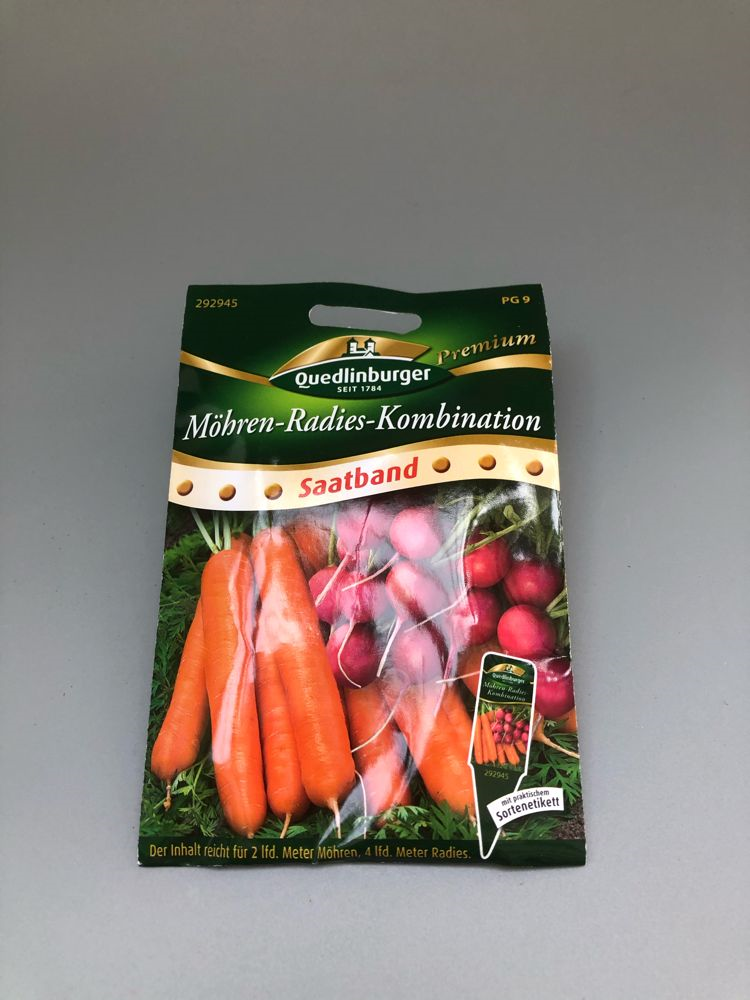 292945
PG 9
Premium
Quedlinburger
SEIT 1784
Möhren-Radies-Kombination
Saatband
Quedlinburger
Möhren-Radies-
Kombination
292945
mit praktischem
Sortenetikett
Der Inhalt reicht für 2 lfd. Meter Möhren, 4 lfd. Meter Radies.